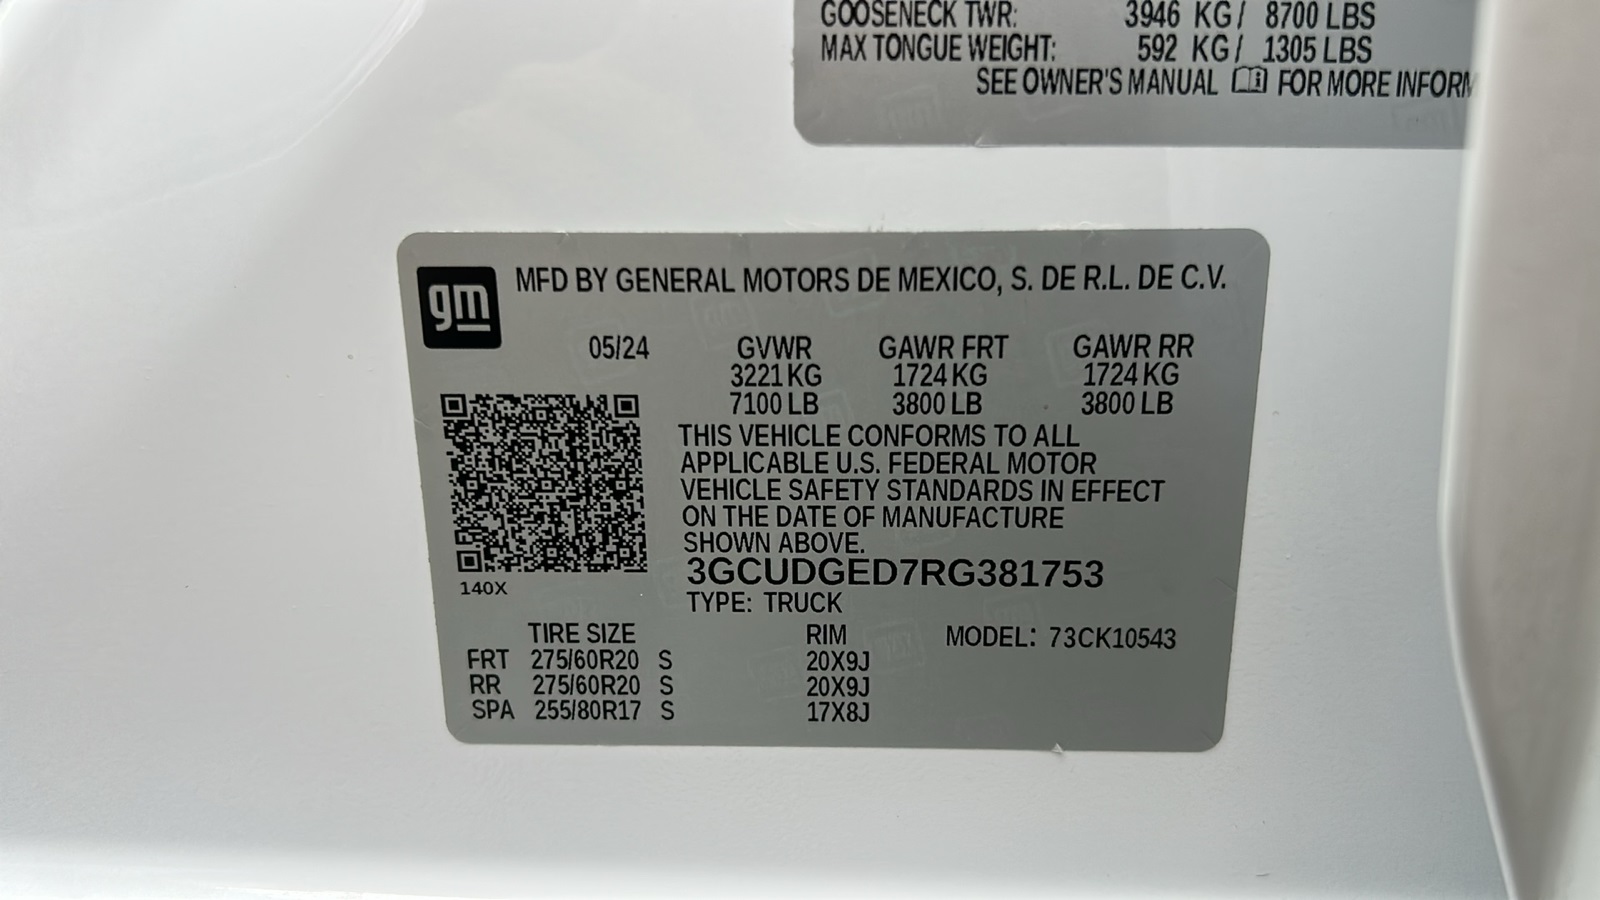 GOOSENECK TWR: 3946 KG / 8700 LBS
MAX TONGUE WEIGHT: 592 KG / 1305 LBS
SEE OWNER'S MANUAL FOR MORE INFORM
gm
MFD BY GENERAL MOTORS DE MEXICO, S. DE R.L. DE C.V.
05/24 GVWR GAWR FRT GAWR RR
3221 KG 1724 KG 1724 KG
7100 LB 3800 LB 3800 LB
THIS VEHICLE CONFORMS TO ALL
APPLICABLE U.S. FEDERAL MOTOR
VEHICLE SAFETY STANDARDS IN EFFECT
ON THE DATE OF MANUFACTURE
SHOWN ABOVE.
3GCUDGED7RG381753
140X
TYPE: TRUCK
TIRE SIZE RIM MODEL: 73CK10543
FRT 275/60R20 S 20X9J
RR 275/60R20 S 20X9J
SPA 255/80R17 S 17X8J